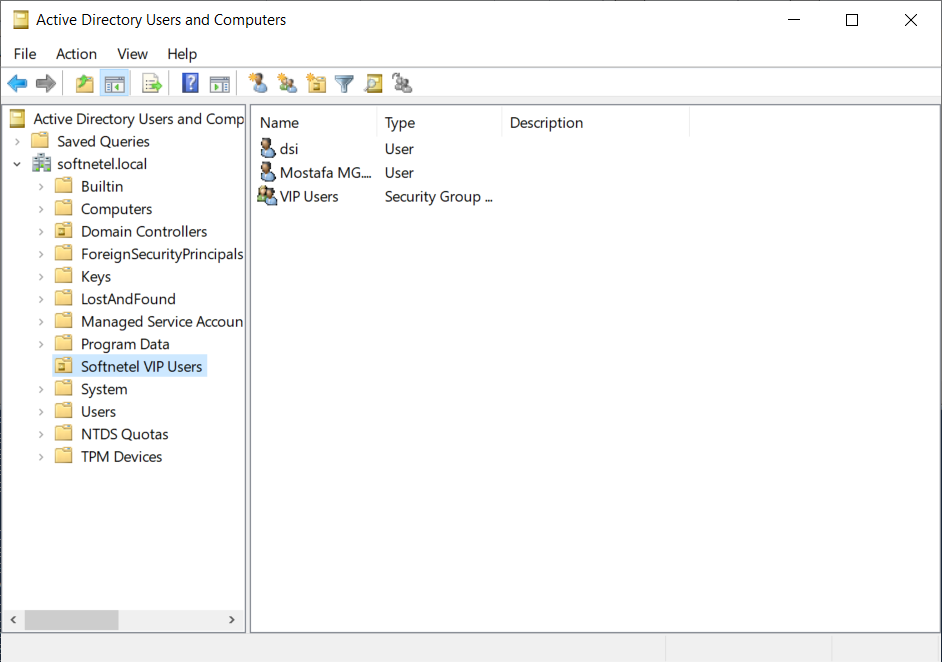 Active Directory Users and Computers
File Action View Help
Active Directory Users and Comp
Saved Queries
softnetel.local
Builtin
Computers
Domain Controllers
ForeignSecurityPrincipals
Keys
LostAndFound
Managed Service Accoun
Program Data
Softnetel VIP Users
System
Users
NTDS Quotas
TPM Devices
Name Type Description
dsi User
Mostafa MG.... User
VIP Users Security Group ...